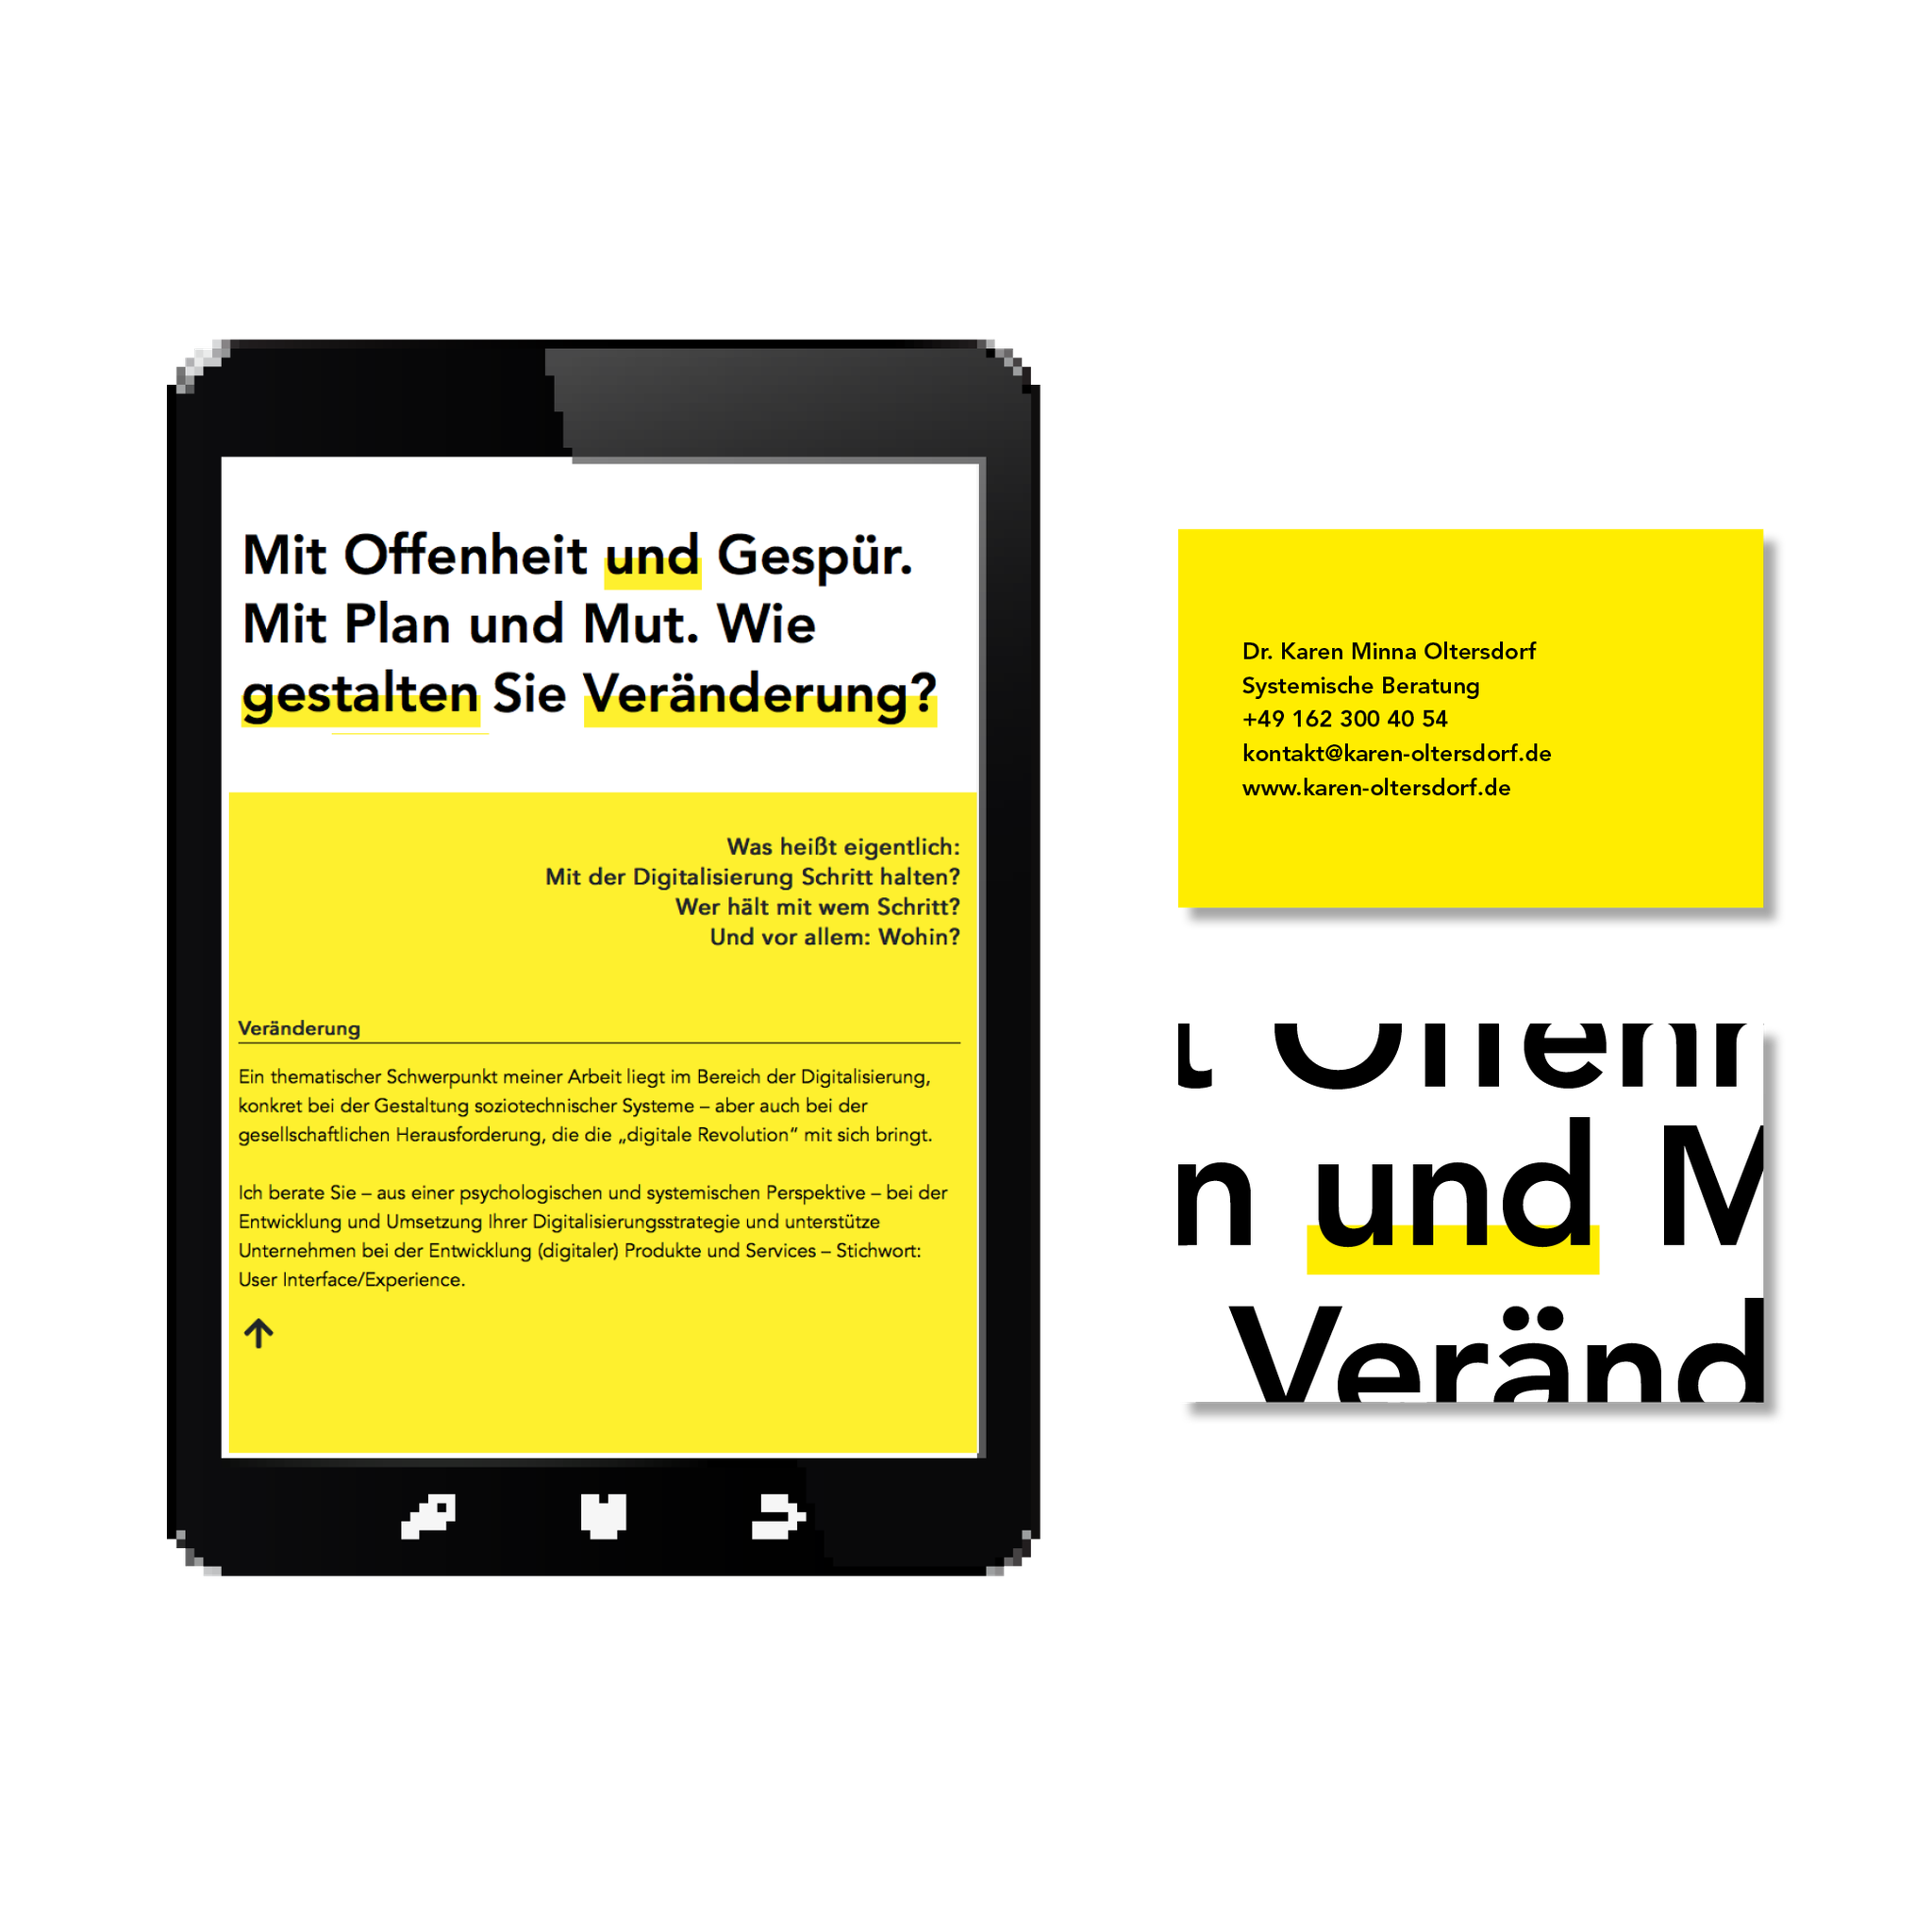 Mit Offenheit und Gespür.
Mit Plan und Mut. Wie
gestalten Sie Veränderung?
Was heißt eigentlich:
Mit der Digitalisierung Schritt halten?
Wer hält mit wem Schritt?
Und vor allem: Wohin?
Veränderung
Ein thematischer Schwerpunkt meiner Arbeit liegt im Bereich der Digitalisierung,
konkret bei der Gestaltung soziotechnischer Systeme – aber auch bei der
gesellschaftlichen Herausforderung, die die „digitale Revolution“ mit sich bringt.
Ich berate Sie – aus einer psychologischen und systemischen Perspektive – bei der
Entwicklung und Umsetzung Ihrer Digitalisierungsstrategie und unterstütze
Unternehmen bei der Entwicklung (digitaler) Produkte und Services – Stichwort:
User Interface/Experience.
Dr. Karen Minna Oltersdorf
Systemische Beratung
+49 162 300 40 54
kontakt@karen-oltersdorf.de
www.karen-oltersdorf.de
t Offenh
n und M
Veränd